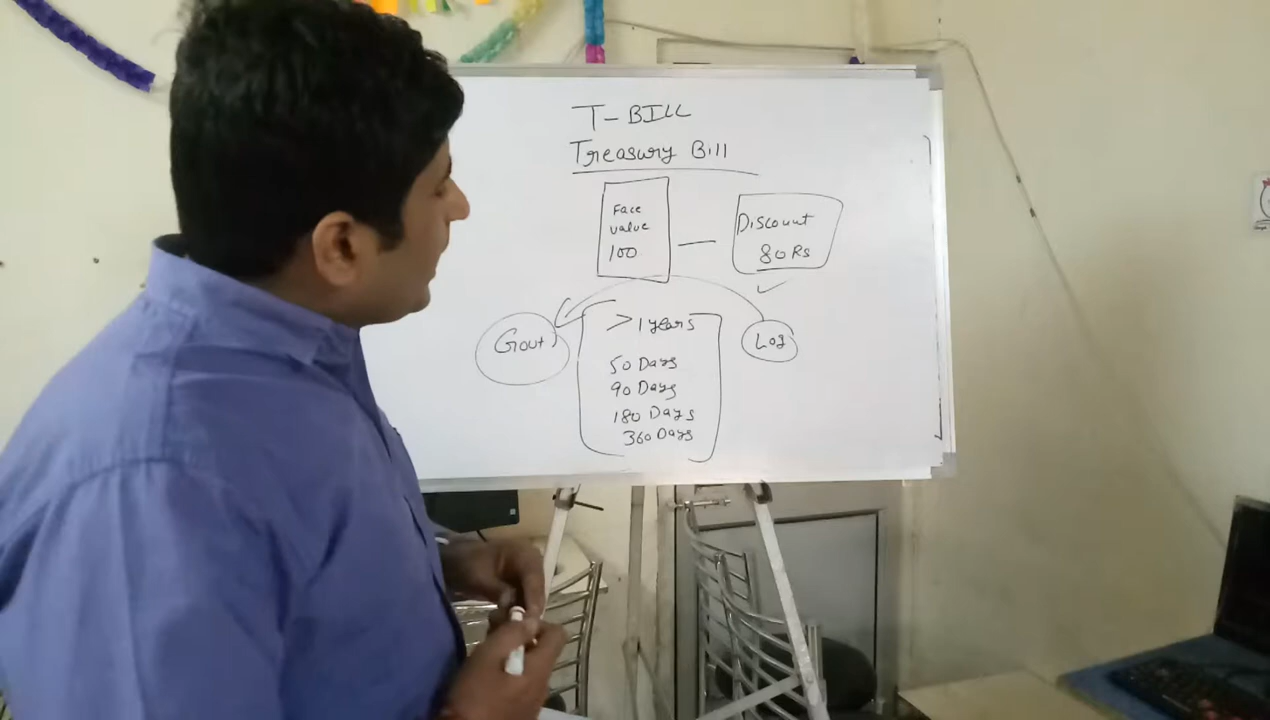 T-BILL
Treasury Bill
Face
value
100
Discount
80 Rs
Govt
> 1 years
Log
50 Days
90 Days
180 Days
360 Days